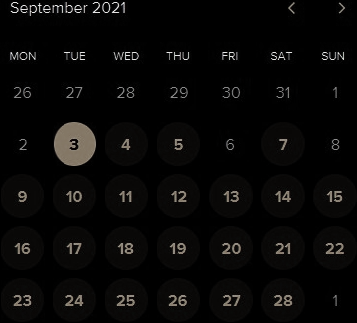 September 2021
MON TUE WED THU FRI SAT SUN
26 27 28 29 30 31 1
2 3 4 5 6 7 8
9 10 11 12 13 14 15
16 17 18 19 20 21 22
23 24 25 26 27 28 1